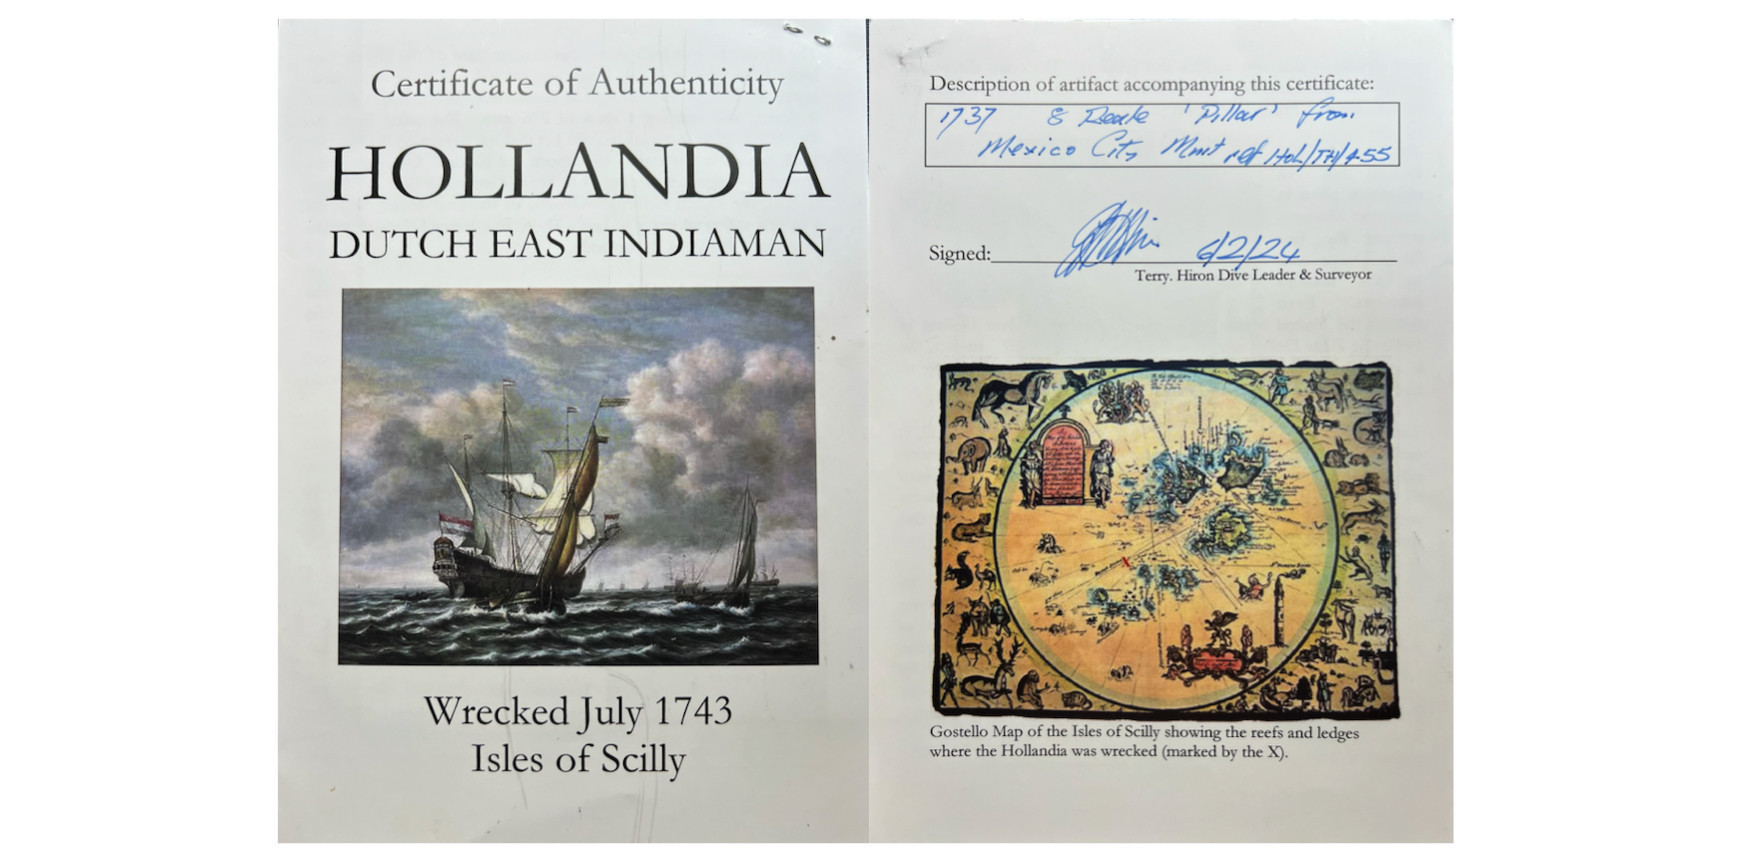 Certificate of Authenticity
HOLLANDIA
DUTCH EAST INDIAMAN
Wrecked July 1743
Isles of Scilly
Description of artifact accompanying this certificate:
1737 8 Reale 'Pillar' from
Mexico City Mint ref HOL/TH/455
Signed: 6/2/24
Terry. Hiron Dive Leader & Surveyor
Gostello Map of the Isles of Scilly showing the reefs and ledges
where the Hollandia was wrecked (marked by the X).